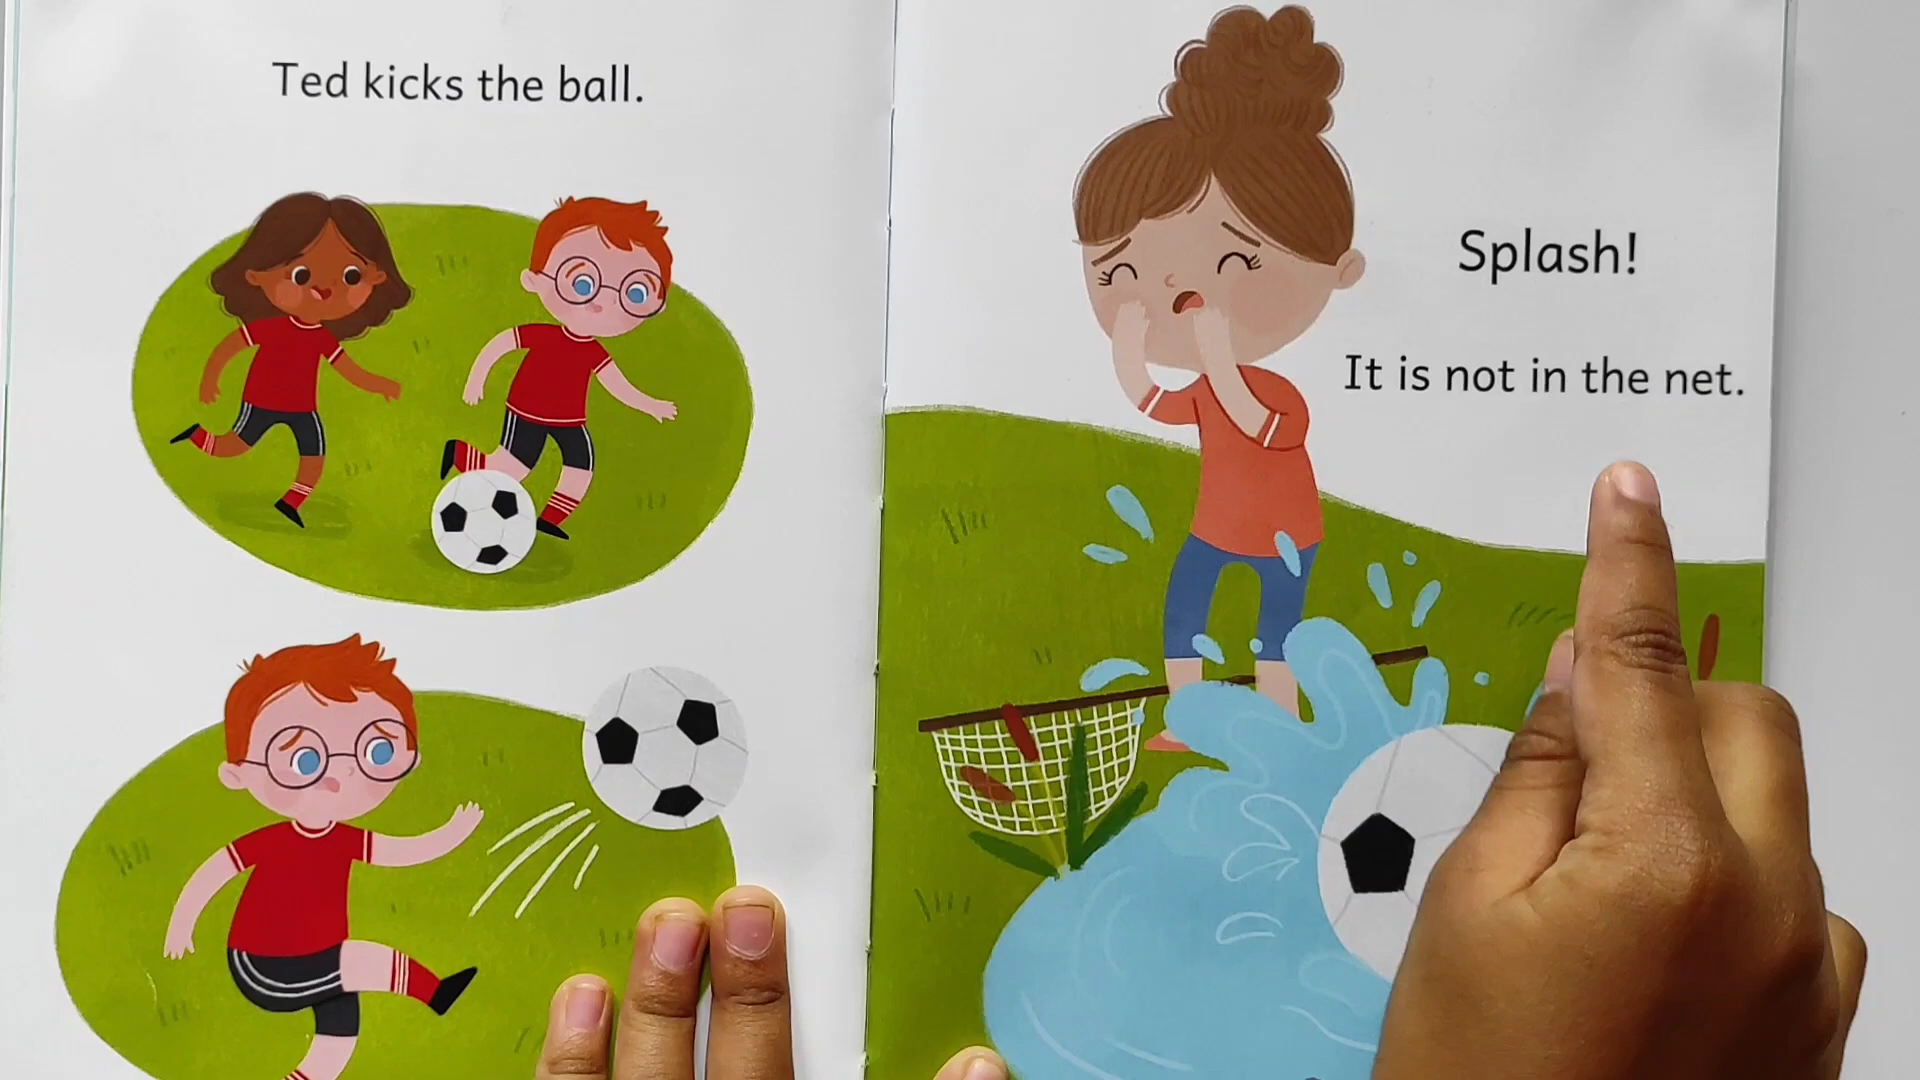 Ted kicks the ball.
Splash!
It is not in the net.